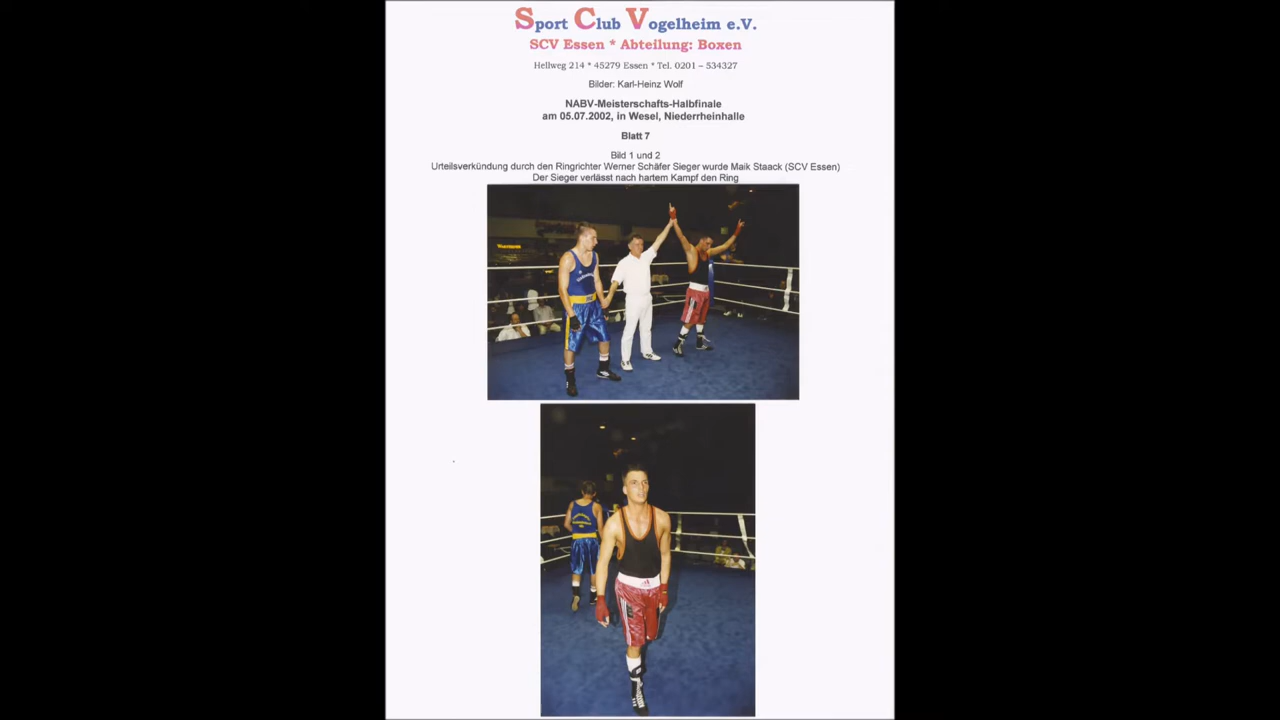 Sport Club Vogelheim e.V.
SCV Essen * Abteilung: Boxen
Hellweg 214 * 45279 Essen * Tel. 0201 – 534327
Bilder: Karl-Heinz Wolf
NABV-Meisterschafts-Halbfinale
am 05.07.2002, in Wesel, Niederrheinhalle
Blatt 7
Bild 1 und 2
Urteilsverkündung durch den Ringrichter Werner Schäfer Sieger wurde Maik Staack (SCV Essen)
Der Sieger verlässt nach hartem Kampf den Ring